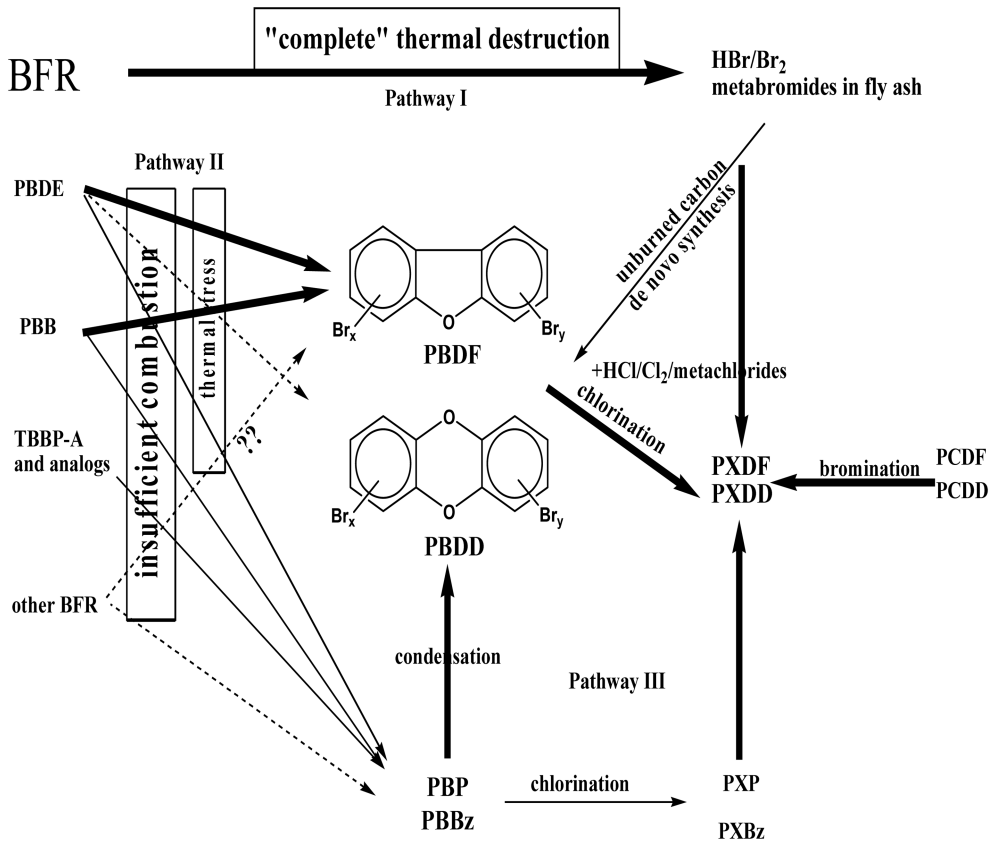 "complete" thermal destruction
BFR
Pathway I
HBr/Br2
metabromides in fly ash
Pathway II
PBDE
PBB
TBBP-A
and analogs
other BFR
insufficient combustion
thermal stress
??
unburned carbon
de novo synthesis
O
Brx
Bry
PBDF
+HCl/Cl2/metachlorides
chlorination
O
O
Brx
Bry
PBDD
PXDF
PXDD
bromination
PCDF
PCDD
condensation
Pathway III
PBP
PBBz
chlorination
PXP
PXBz